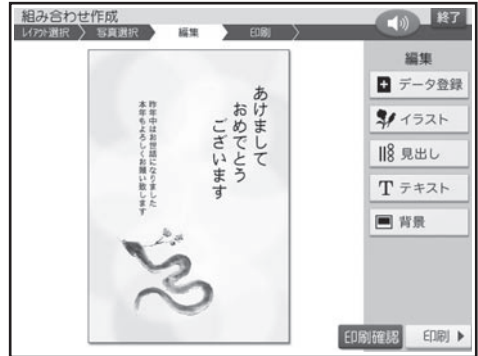 組み合わせ作成
終了
ﾚｲｱｳﾄ選択
写真選択
編集
印刷
あけまして
おめでとう
ございます
昨年中はお世話になりました
本年もよろしくお願い致します
編集
データ登録
イラスト
見出し
T テキスト
背景
印刷確認
印刷